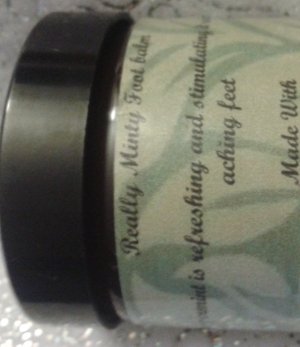 Really Minty Foot balm
is refreshing and stimulating
aching feet
Made With